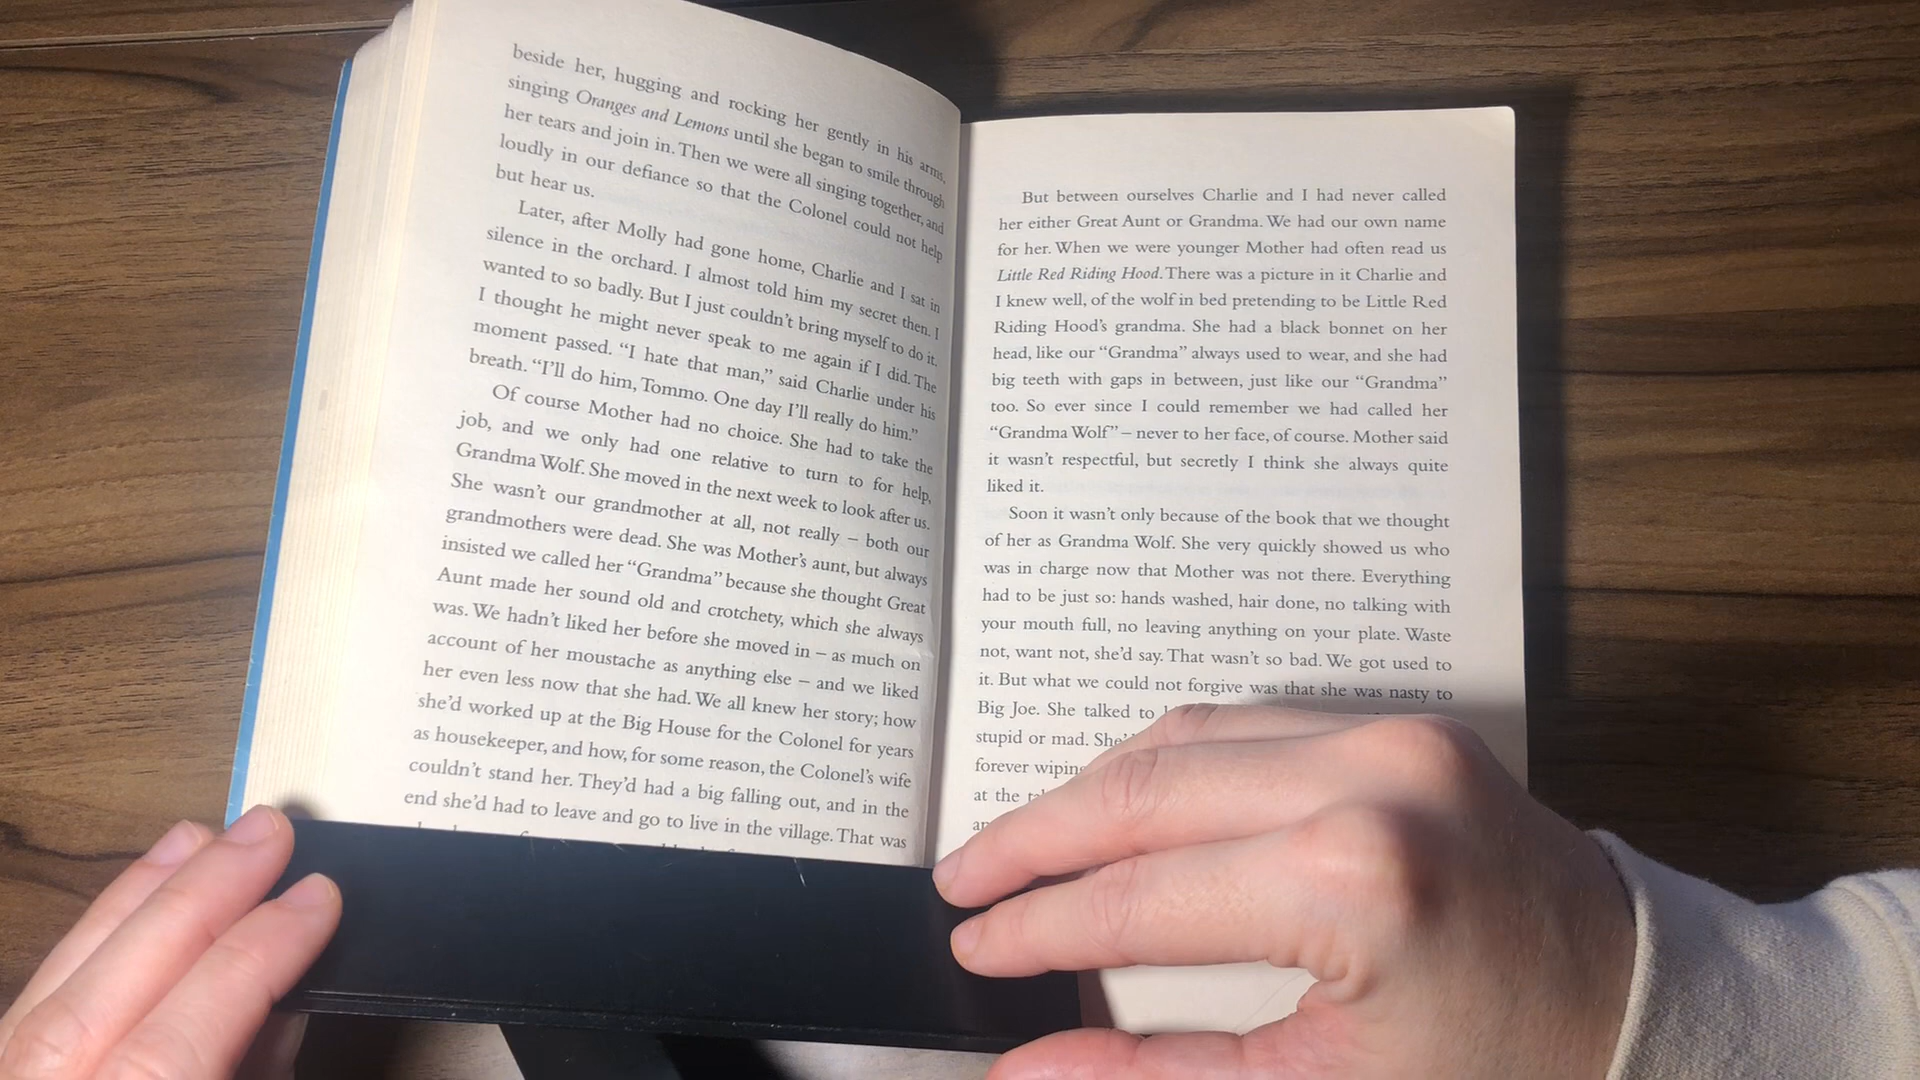 beside her, hugging and rocking her gently in his arms,
singing Oranges and Lemons until she began to smile through
her tears and join in. Then we were all singing together, and
loudly in our defiance so that the Colonel could not help
but hear us.
Later, after Molly had gone home, Charlie and I sat in
silence in the orchard. I almost told him my secret then. I
wanted to so badly. But I just couldn't bring myself to do it.
I thought he might never speak to me again if I did. The
moment passed. “I hate that man,” said Charlie under his
breath. “I'll do him, Tommo. One day I'll really do him.”
Of course Mother had no choice. She had to take the
job, and we only had one relative to turn to for help,
Grandma Wolf. She moved in the next week to look after us.
She wasn't our grandmother at all, not really – both our
grandmothers were dead. She was Mother's aunt, but always
insisted we called her “Grandma” because she thought Great
Aunt made her sound old and crotchety, which she always
was. We hadn't liked her before she moved in – as much on
account of her moustache as anything else – and we liked
her even less now that she had. We all knew her story; how
she'd worked up at the Big House for the Colonel for years
as housekeeper, and how, for some reason, the Colonel's wife
couldn't stand her. They'd had a big falling out, and in the
end she'd had to leave and go to live in the village. That was
But between ourselves Charlie and I had never called
her either Great Aunt or Grandma. We had our own name
for her. When we were younger Mother had often read us
Little Red Riding Hood. There was a picture in it Charlie and
I knew well, of the wolf in bed pretending to be Little Red
Riding Hood's grandma. She had a black bonnet on her
head, like our “Grandma” always used to wear, and she had
big teeth with gaps in between, just like our “Grandma”
too. So ever since I could remember we had called her
“Grandma Wolf” – never to her face, of course. Mother said
it wasn't respectful, but secretly I think she always quite
liked it.
Soon it wasn't only because of the book that we thought
of her as Grandma Wolf. She very quickly showed us who
was in charge now that Mother was not there. Everything
had to be just so: hands washed, hair done, no talking with
your mouth full, no leaving anything on your plate. Waste
not, want not, she'd say. That wasn't so bad. We got used to
it. But what we could not forgive was that she was nasty to
Big Joe. She talked to
stupid or mad.
forever wiping
at the